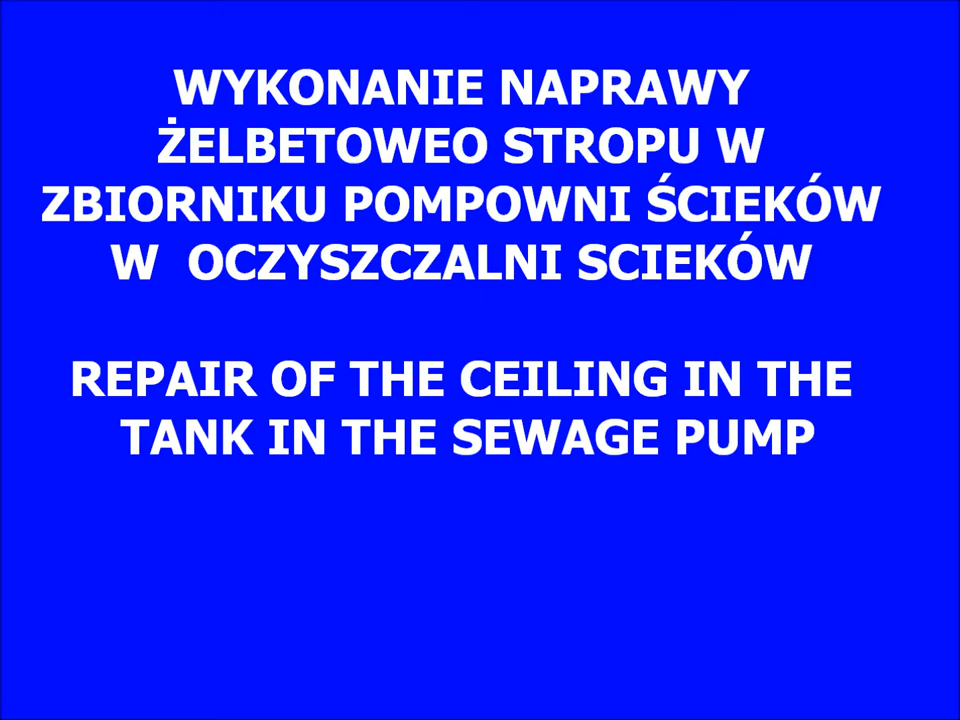 WYKONANIE NAPRAWY
ŻELBETOWEO STROPU W
ZBIORNIKU POMPOWNI ŚCIEKÓW
W OCZYSZCZALNI SCIEKÓW
REPAIR OF THE CEILING IN THE
TANK IN THE SEWAGE PUMP